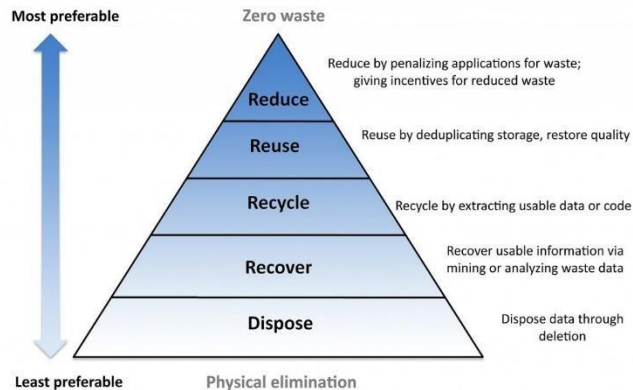 Most preferable
Zero waste
Reduce by penalizing applications for waste;
giving incentives for reduced waste
Reduce
Reuse by deduplicating storage, restore quality
Reuse
Recycle
Recycle by extracting usable data or code
Recover usable information via
mining or analyzing waste data
Recover
Dispose data through
deletion
Dispose
Least preferable
Physical elimination